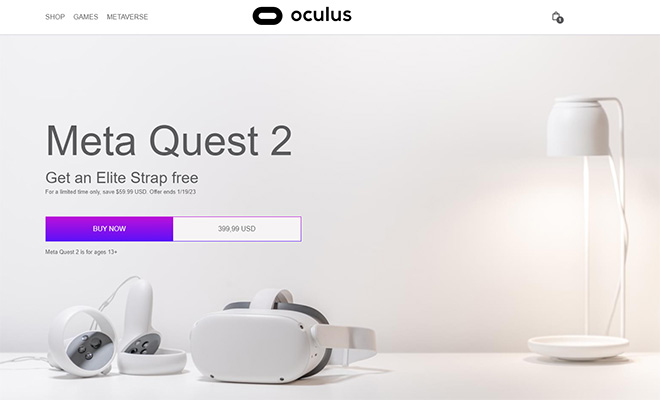 SHOP GAMES METAVERSE
oculus
Meta Quest 2
Get an Elite Strap free
For a limited time only, save $59.99 USD. Offer ends 1/19/23
BUY NOW
399,99 USD
Meta Quest 2 is for ages 13+